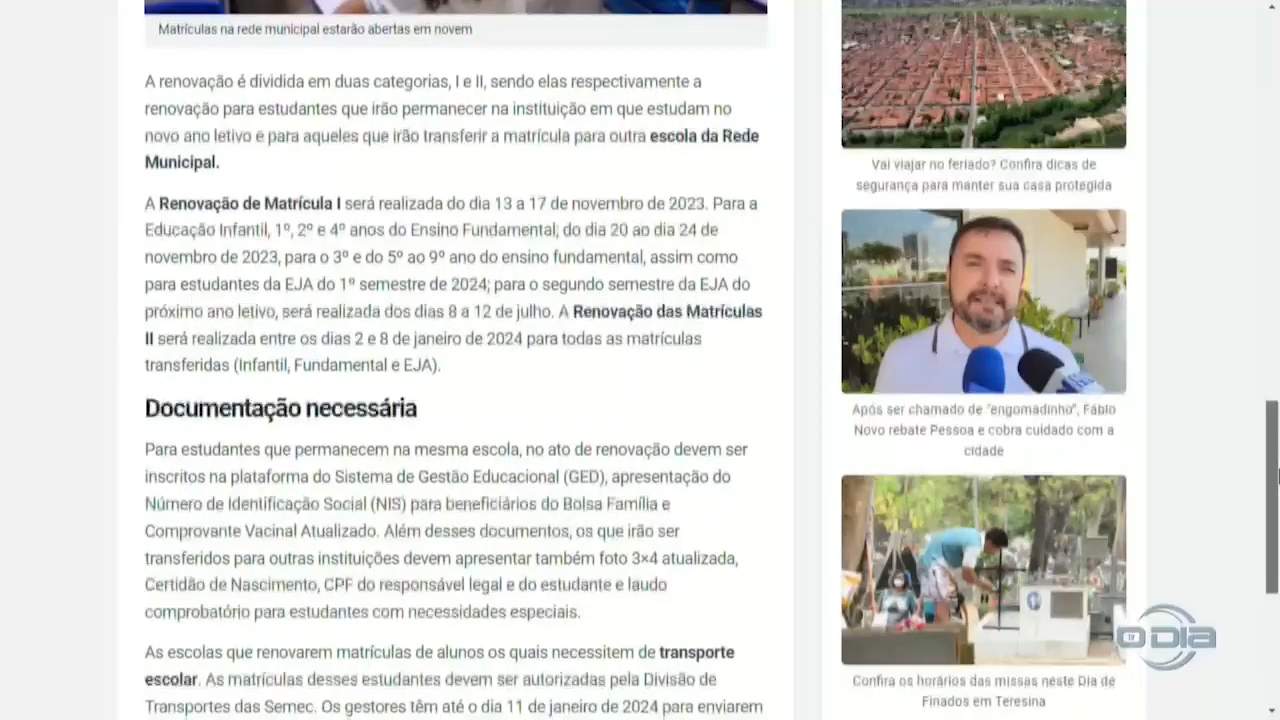 Matrículas na rede municipal estarão abertas em novem
A renovação é dividida em duas categorias, I e II, sendo elas respectivamente a
renovação para estudantes que irão permanecer na instituição em que estudam no
novo ano letivo e para aqueles que irão transferir a matrícula para outra escola da Rede
Municipal.
A Renovação de Matrícula I será realizada do dia 13 a 17 de novembro de 2023. Para a
Educação Infantil, 1º, 2º e 4º anos do Ensino Fundamental; do dia 20 ao dia 24 de
novembro de 2023, para o 3º e do 5º ao 9º ano do ensino fundamental, assim como
para estudantes da EJA do 1º semestre de 2024; para o segundo semestre da EJA do
próximo ano letivo, será realizada dos dias 8 a 12 de julho. A Renovação das Matrículas
II será realizada entre os dias 2 e 8 de janeiro de 2024 para todas as matrículas
transferidas (Infantil, Fundamental e EJA).
Documentação necessária
Para estudantes que permanecem na mesma escola, no ato de renovação devem ser
inscritos na plataforma do Sistema de Gestão Educacional (GED), apresentação do
Número de Identificação Social (NIS) para beneficiários do Bolsa Família e
Comprovante Vacinal Atualizado. Além desses documentos, os que irão ser
transferidos para outras instituições devem apresentar também foto 3×4 atualizada,
Certidão de Nascimento, CPF do responsável legal e do estudante e laudo
comprobatório para estudantes com necessidades especiais.
As escolas que renovarem matrículas de alunos os quais necessitem de transporte
escolar. As matrículas desses estudantes devem ser autorizadas pela Divisão de
Transportes das Semec. Os gestores têm até o dia 11 de janeiro de 2024 para enviarem
Vai viajar no feriado? Confira dicas de
segurança para manter sua casa protegida
Após ser chamado de "engomadinho", Fábio
Novo rebate Pessoa e cobra cuidado com a
cidade
Confira os horários das missas neste Dia de
Finados em Teresina
TV O DIA